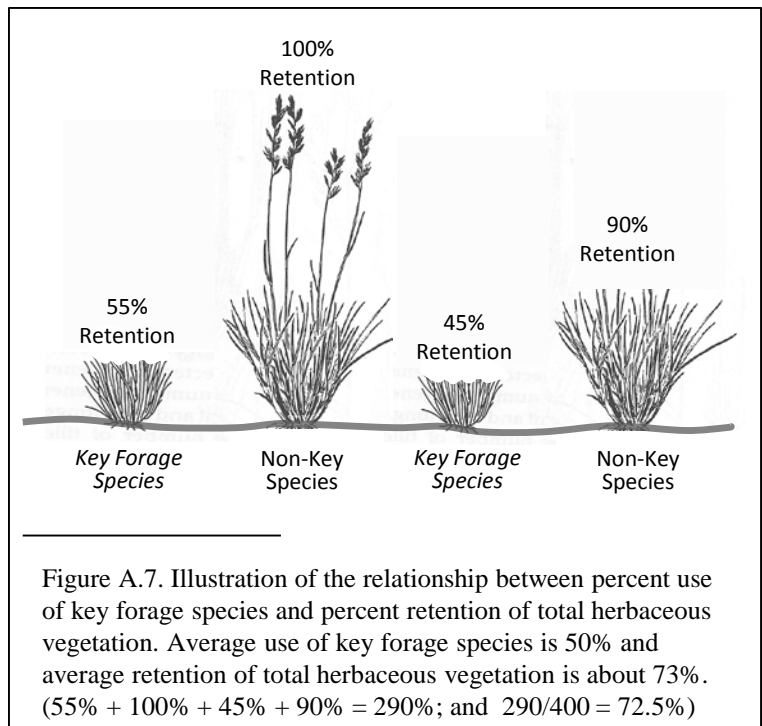 100%
Retention
90%
Retention
55%
Retention
45%
Retention
Key Forage
Species
Non-Key
Species
Key Forage
Species
Non-Key
Species
Figure A.7. Illustration of the relationship between percent use
of key forage species and percent retention of total herbaceous
vegetation. Average use of key forage species is 50% and
average retention of total herbaceous vegetation is about 73%.
(55% + 100% + 45% + 90% = 290%; and 290/400 = 72.5%)